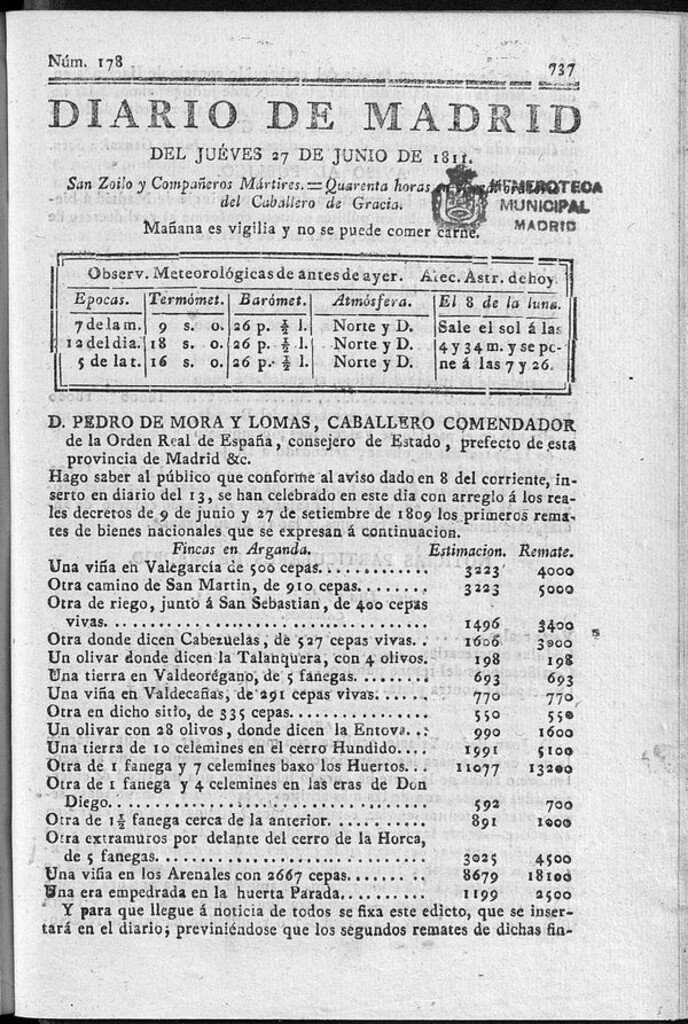 Núm. 178
737
DIARIO DE MADRID
DEL JUÉVES 27 DE JUNIO DE 1811.
San Zoilo y Compañeros Mártires.=Quarenta horas en
del Caballero de Gracia.
HEMEROTECA
MUNICIPAL
MADRID
Mañana es vigilia y no se puede comer carne.
Observ. Meteorológicas de antes de ayer. Afec. Astr. de hoy.
Epocas. Termómet. Barómet. Atmósfera. El 8 de la luna.
7 de la m. 9 s. o. 26 p. ½ l. Norte y D. Sale el sol á las
12 del dia. 18 s. o. 26 p. ½ l. Norte y D. 4 y 34 m. y se po-
5 de la t. 16 s. o. 26 p. ½ l. Norte y D. ne á las 7 y 26.
D. PEDRO DE MORA Y LOMAS, CABALLERO COMENDADOR
de la Orden Real de España, consejero de Estado, prefecto de esta
provincia de Madrid &c.
Hago saber al público que conforme al aviso dado en 8 del corriente, in-
serto en diario del 13, se han celebrado en este dia con arreglo á los rea-
les decretos de 9 de junio y 27 de setiembre de 1809 los primeros rema-
tes de bienes nacionales que se expresan á continuacion.
Fincas en Arganda. Estimacion. Remate.
Una viña en Valegarcía de 500 cepas............ 3223 4000
Otra camino de San Martin, de 910 cepas........ 3223 5000
Otra de riego, junto á San Sebastian, de 400 cepas
vivas.................................. 1496 3400
Otra donde dicen Cabezuelas, de 527 cepas vivas.. 1606 3900
Un olivar donde dicen la Talanquera, con 4 olivos. 198 198
Una tierra en Valdeorégano, de 5 fanegas......... 693 693
Una viña en Valdecañas, de 291 cepas vivas...... 770 770
Otra en dicho sitio, de 335 cepas............... 550 550
Un olivar con 28 olivos, donde dicen la Entova... 990 1600
Una tierra de 10 celemines en el cerro Hundido.... 1991 5100
Otra de 1 fanega y 7 celemines baxo los Huertos... 11077 13200
Otra de 1 fanega y 4 celemines en las eras de Don
Diego.................................. 592 700
Otra de 1½ fanega cerca de la anterior........... 891 1000
Otra extramuros por delante del cerro de la Horca,
de 5 fanegas............................. 3025 4500
Una viña en los Arenales con 2667 cepas........ 8679 18100
Una era empedrada en la huerta Parada.......... 1199 2500
Y para que llegue á noticia de todos se fixa este edicto, que se inser-
tará en el diario; previniéndose que los segundos remates de dichas fin-